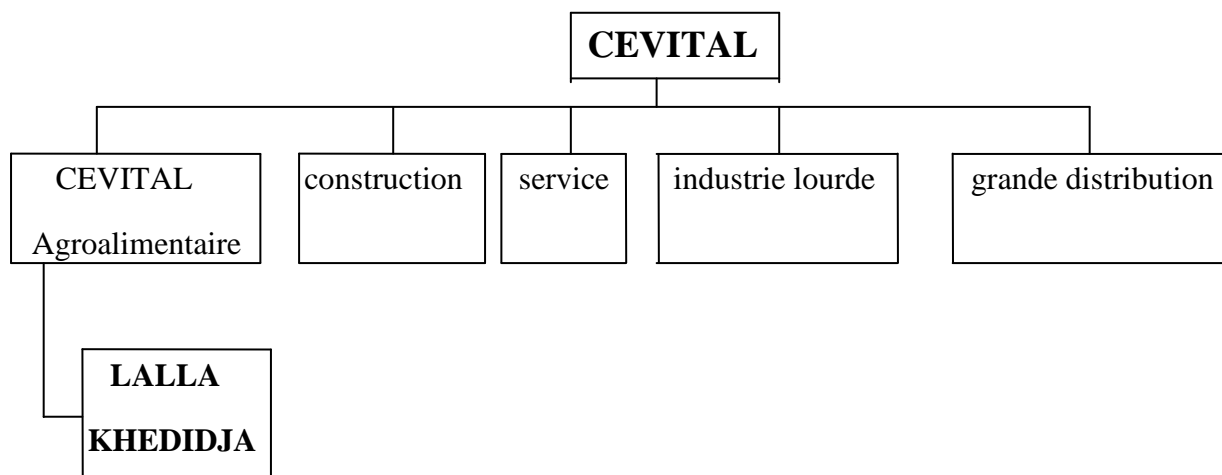 CEVITAL
CEVITAL
Agroalimentaire
construction
service
industrie lourde
grande distribution
LALLA
KHEDIDJA